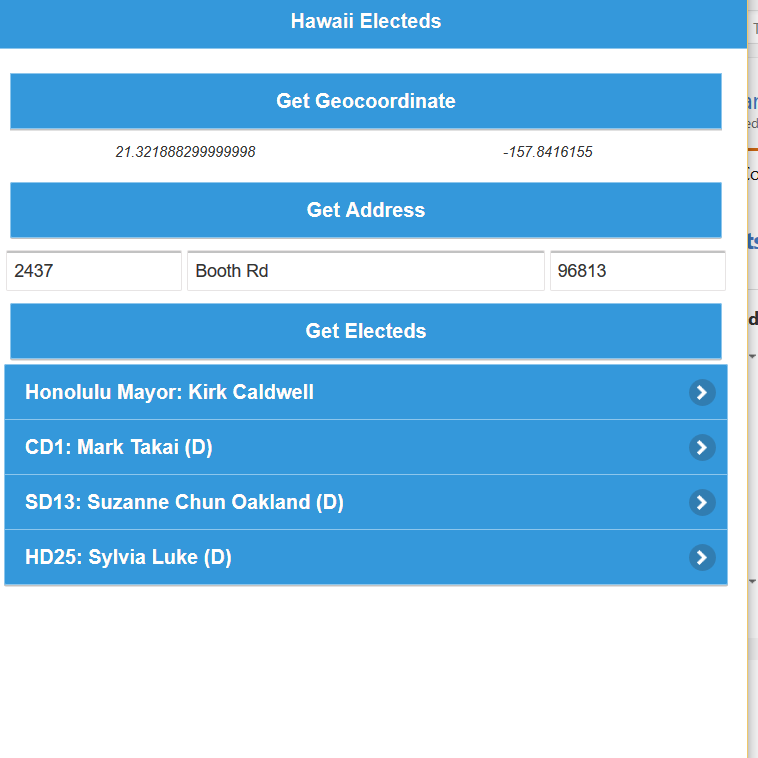 Hawaii Electeds
Get Geocoordinate
21.321888299999998 -157.8416155
Get Address
2437 Booth Rd 96813
Get Electeds
Honolulu Mayor: Kirk Caldwell
CD1: Mark Takai (D)
SD13: Suzanne Chun Oakland (D)
HD25: Sylvia Luke (D)